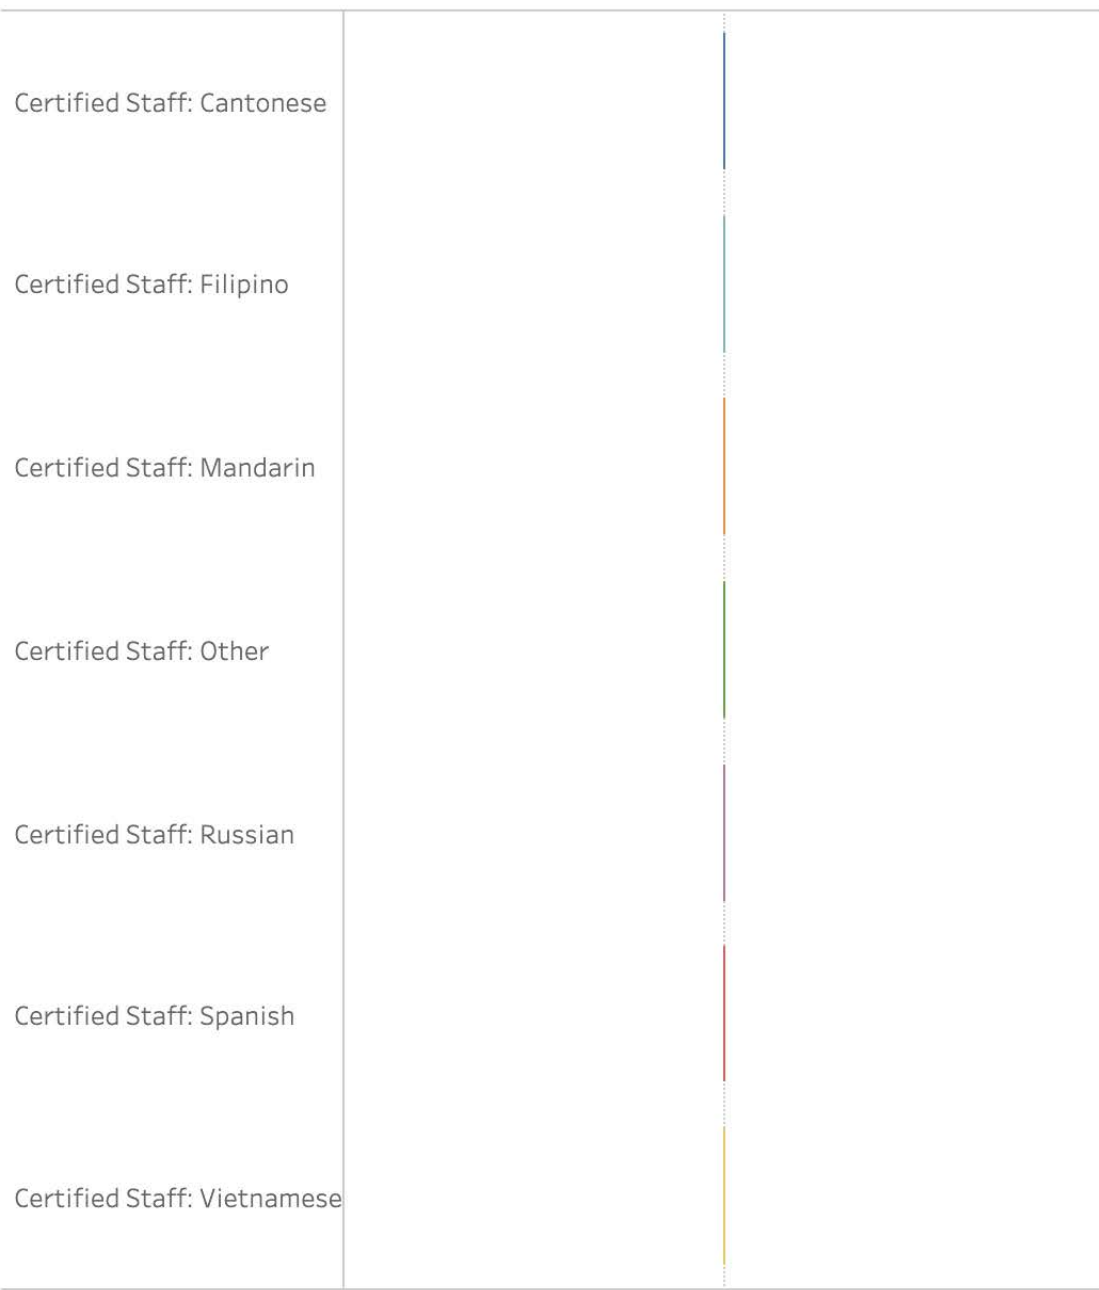 Certified Staff: Cantonese
Certified Staff: Filipino
Certified Staff: Mandarin
Certified Staff: Other
Certified Staff: Russian
Certified Staff: Spanish
Certified Staff: Vietnamese